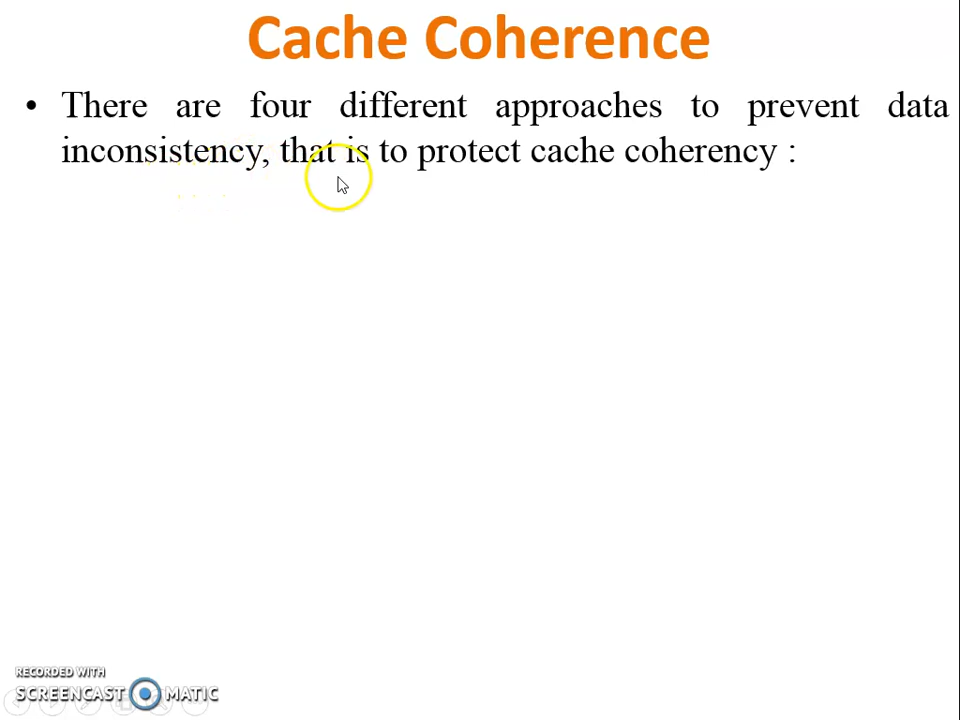 Cache Coherence
• There are four different approaches to prevent data
inconsistency, that is to protect cache coherency :
RECORDED WITH
SCREENCAST MATIC